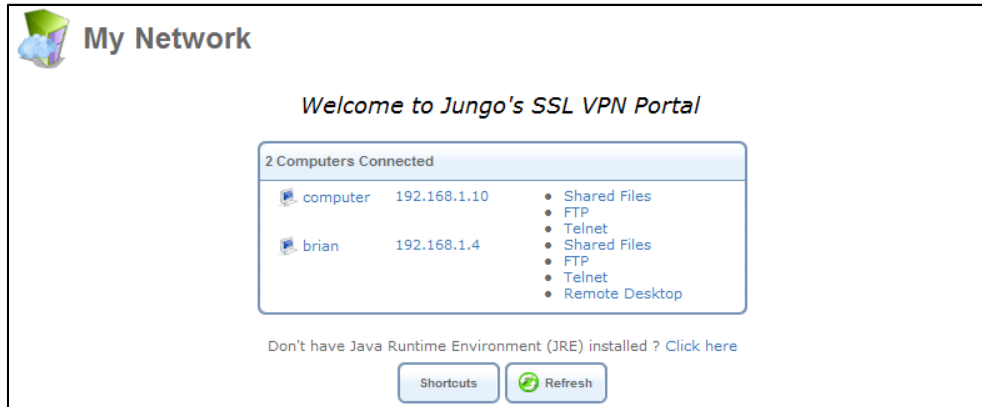 My Network
Welcome to Jungo's SSL VPN Portal
2 Computers Connected
computer 192.168.1.10 • Shared Files
• FTP
• Telnet
brian 192.168.1.4 • Shared Files
• FTP
• Telnet
• Remote Desktop
Don't have Java Runtime Environment (JRE) installed ? Click here
Shortcuts Refresh